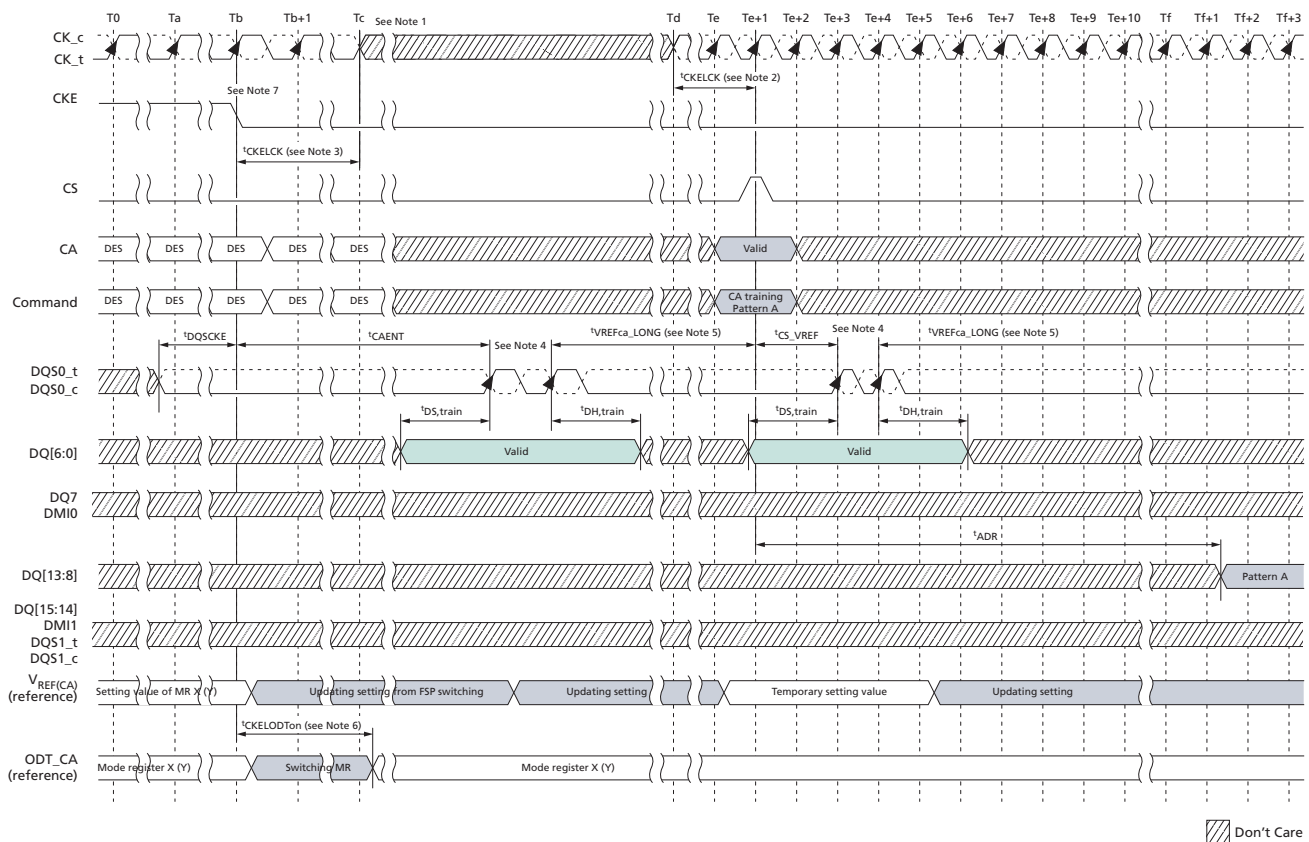 T0 Ta Tb Tb+1 Tc See Note 1 Td Te Te+1 Te+2 Te+3 Te+4 Te+5 Te+6 Te+7 Te+8 Te+9 Te+10 Tf Tf+1 Tf+2 Tf+3
CK_c
CK_t
tCKELCK (see Note 2)
See Note 7
CKE
tCKELCK (see Note 3)
CS
CA DES DES DES DES DES Valid
Command DES DES DES DES DES CA training
Pattern A
tDQSCKE tCAENT See Note 4 tVREFca_LONG (see Note 5) tCS_VREF See Note 4 tVREFca_LONG (see Note 5)
DQS0_t
DQS0_c
tDS,train tDH,train tDS,train tDH,train
DQ[6:0] Valid Valid
DQ7
DMI0
tADR
DQ[13:8] Pattern A
DQ[15:14]
DMI1
DQS1_t
DQS1_c
VREF(CA)
(reference) Setting value of MR X (Y) Updating setting from FSP switching Updating setting Temporary setting value Updating setting
tCKELODTon (see Note 6)
ODT_CA
(reference) Mode register X (Y) Switching MR Mode register X (Y)
Don't Care